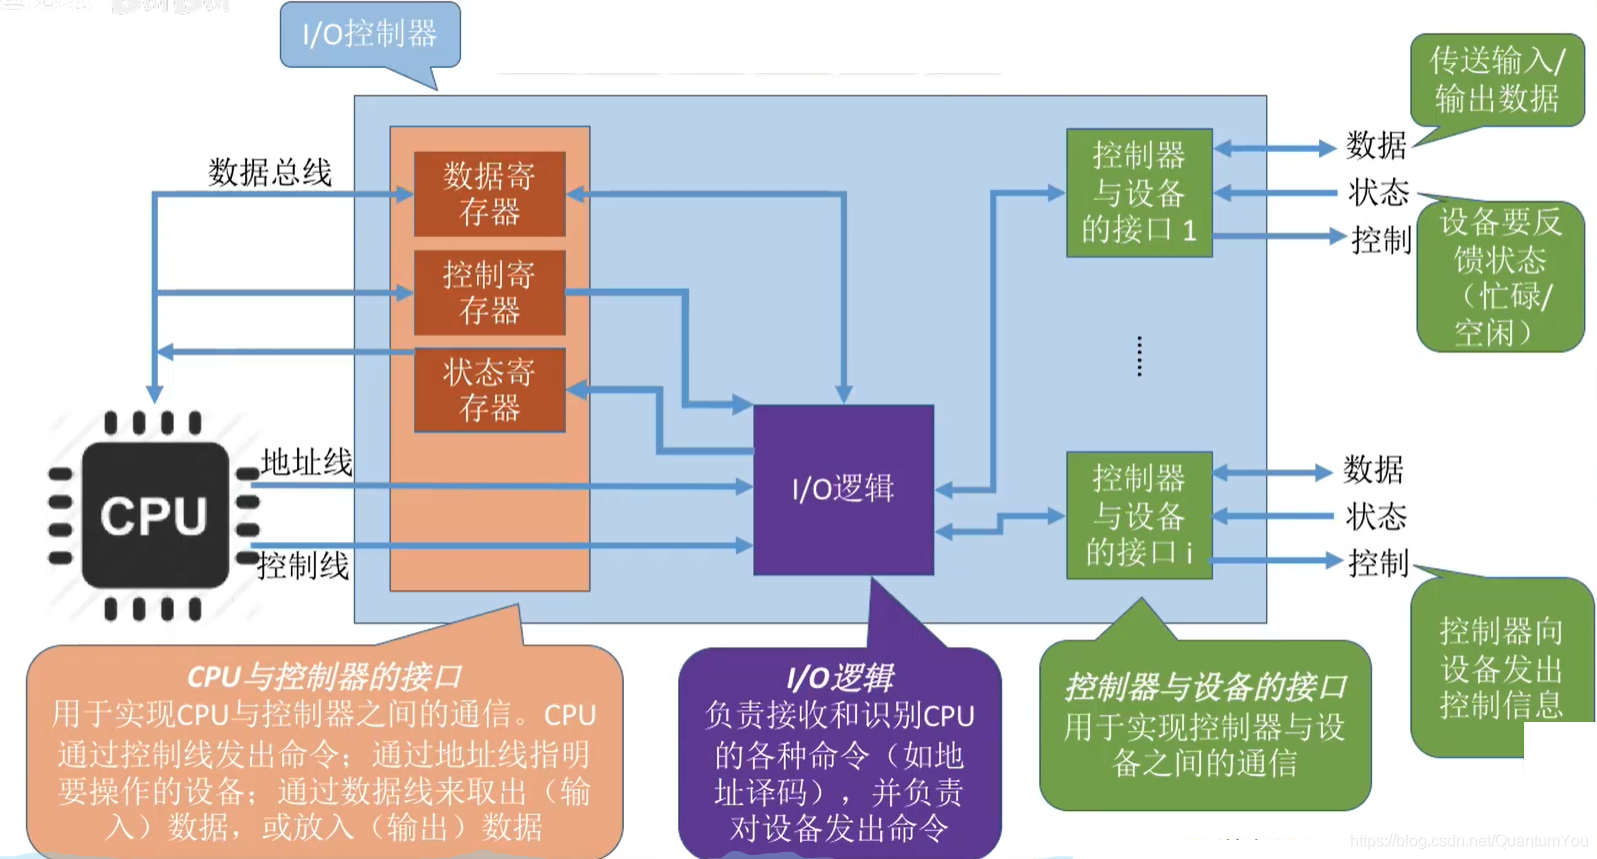 I/O控制器
传送输入/
输出数据
数据总线
数据寄
存器
控制寄
存器
状态寄
存器
控制器
与设备
的接口 1
数据
状态
控制
设备要反
馈状态
（忙碌/
空闲）
地址线
CPU
控制线
I/O逻辑
控制器
与设备
的接口 i
数据
状态
控制
CPU与控制器的接口
用于实现CPU与控制器之间的通信。CPU
通过控制线发出命令；通过地址线指明
要操作的设备；通过数据线来取出（输
入）数据，或放入（输出）数据
I/O逻辑
负责接收和识别CPU
的各种命令（如地
址译码），并负责
对设备发出命令
控制器与设备的接口
用于实现控制器与设
备之间的通信
控制器向
设备发出
控制信息
https://blog.csdn.net/QuantumYou